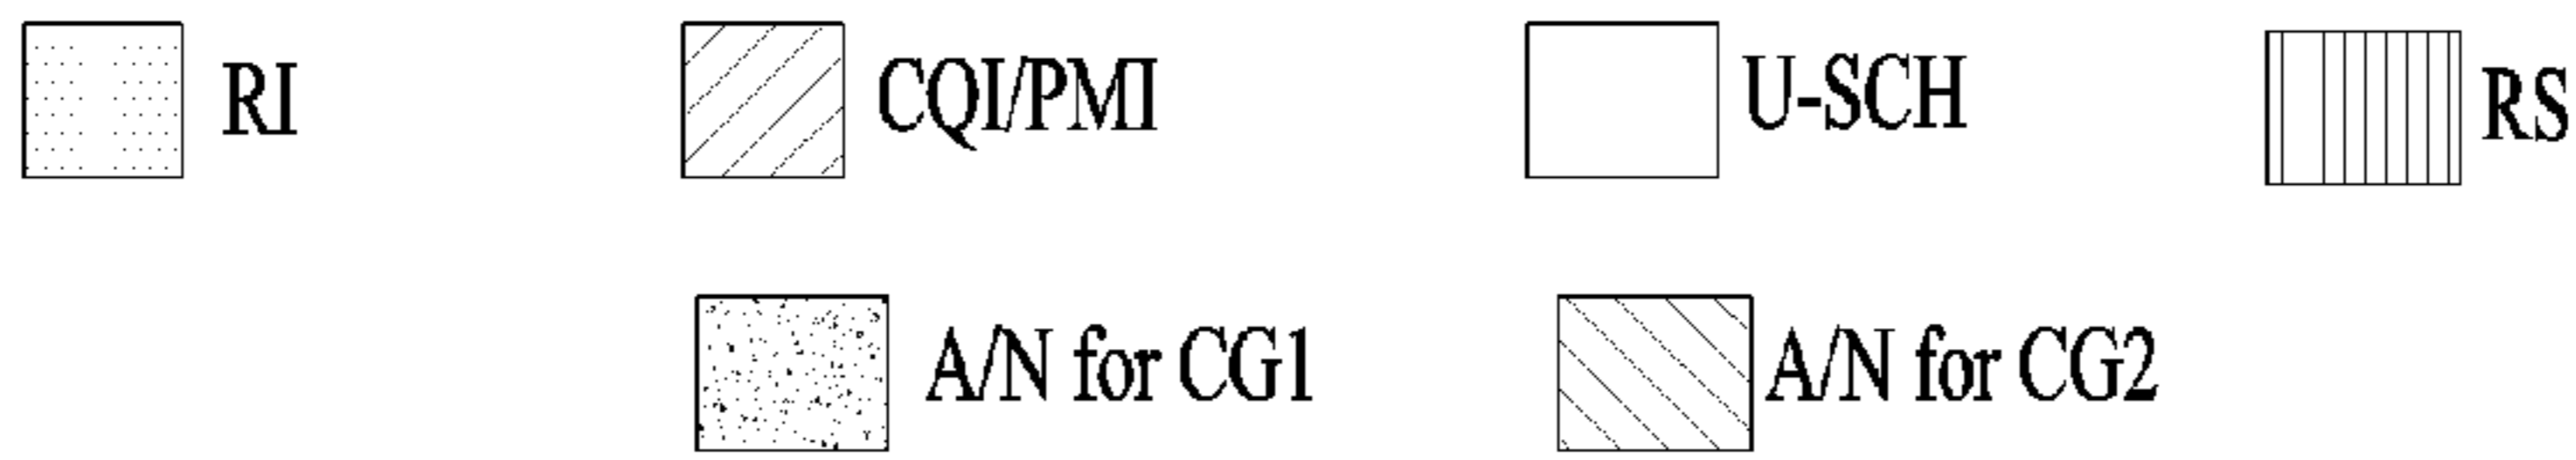 RI CQI/PMI U-SCH RS
A/N for CG1 A/N for CG2